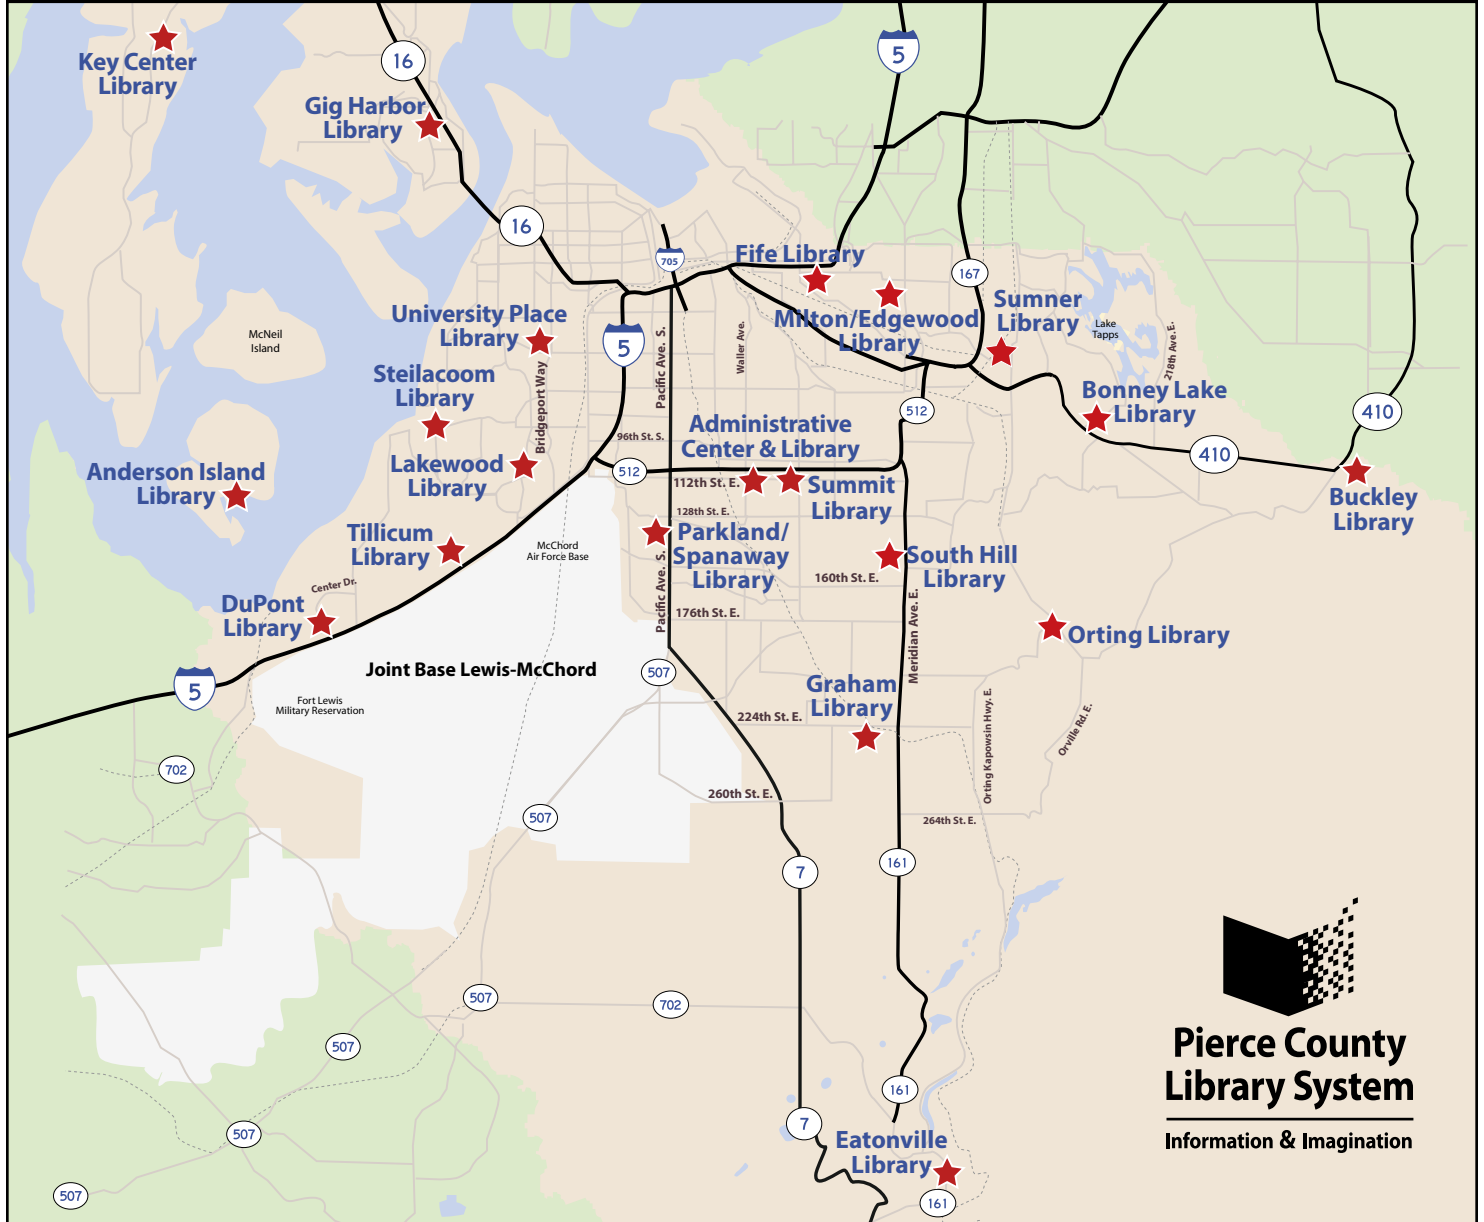 Key Center
Library
16
5
Gig Harbor
Library
16
705
Fife Library
167
Sumner
Library
University Place
Library
5
Pacific Ave. S.
Waller Ave.
Milton/Edgewood
Library
Lake
Tapps
218th Ave. E.
McNeil
Island
Steilacoom
Library
Bridgeport Way
Bonney Lake
Library
512
410
Administrative
Center & Library
96th St. S.
Lakewood
Library
512
410
Anderson Island
Library
112th St. E.
Summit
Library
Buckley
Library
128th St. E.
Tillicum
Library
McChord
Air Force Base
Parkland/
Spanaway
Library
South Hill
Library
160th St. E.
Center Dr.
DuPont
Library
Pacific Ave. S.
176th St. E.
Meridian Ave. E.
Orting Library
Joint Base Lewis-McChord
507
5
Fort Lewis
Military Reservation
Graham
Library
224th St. E.
Orting Kapowsin Hwy. E.
Orville Rd. E.
702
260th St. E.
507
264th St. E.
7
161
507
702
507
Pierce County
Library System
Information & Imagination
161
7
507
Eatonville
Library
507
161